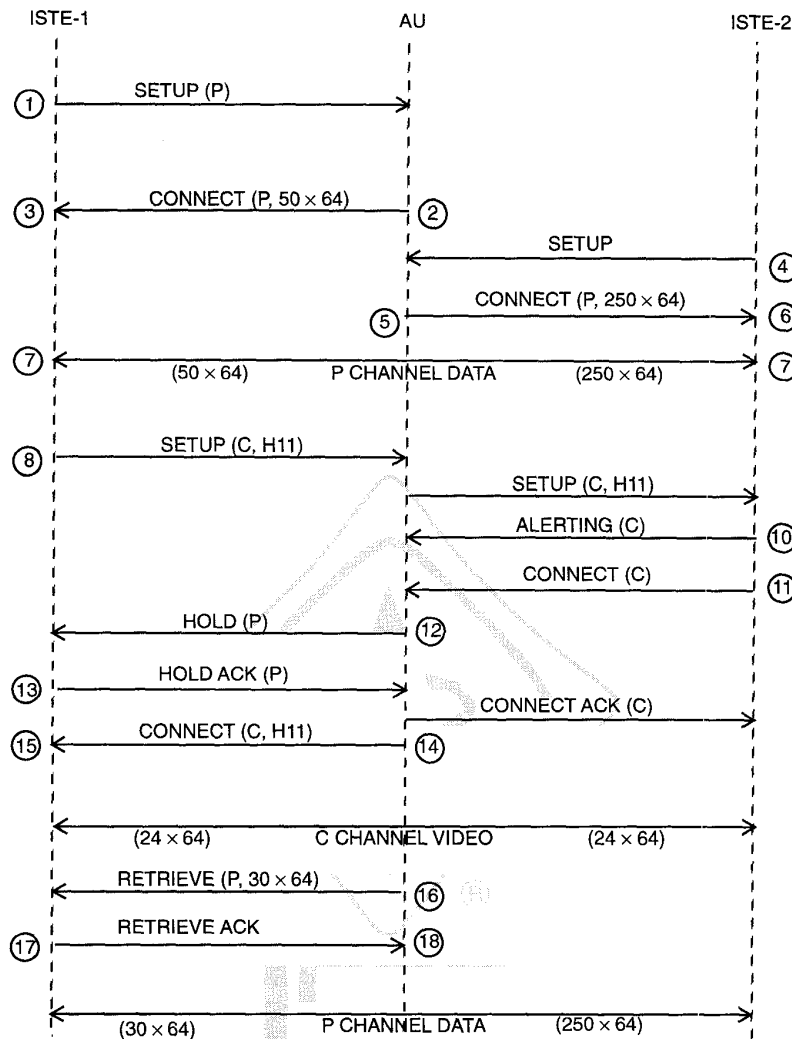 ISTE-1 AU ISTE-2
SETUP (P)
1
CONNECT (P, 50 × 64)
3 2
SETUP
4
CONNECT (P, 250 × 64)
5 6
7 7
(50 × 64) P CHANNEL DATA (250 × 64)
SETUP (C, H11)
8
SETUP (C, H11)
ALERTING (C)
10
CONNECT (C)
11
HOLD (P)
12
HOLD ACK (P)
13
CONNECT ACK (C)
CONNECT (C, H11)
15 14
(24 × 64) C CHANNEL VIDEO (24 × 64)
RETRIEVE (P, 30 × 64)
16
RETRIEVE ACK
17 18
(30 × 64) P CHANNEL DATA (250 × 64)